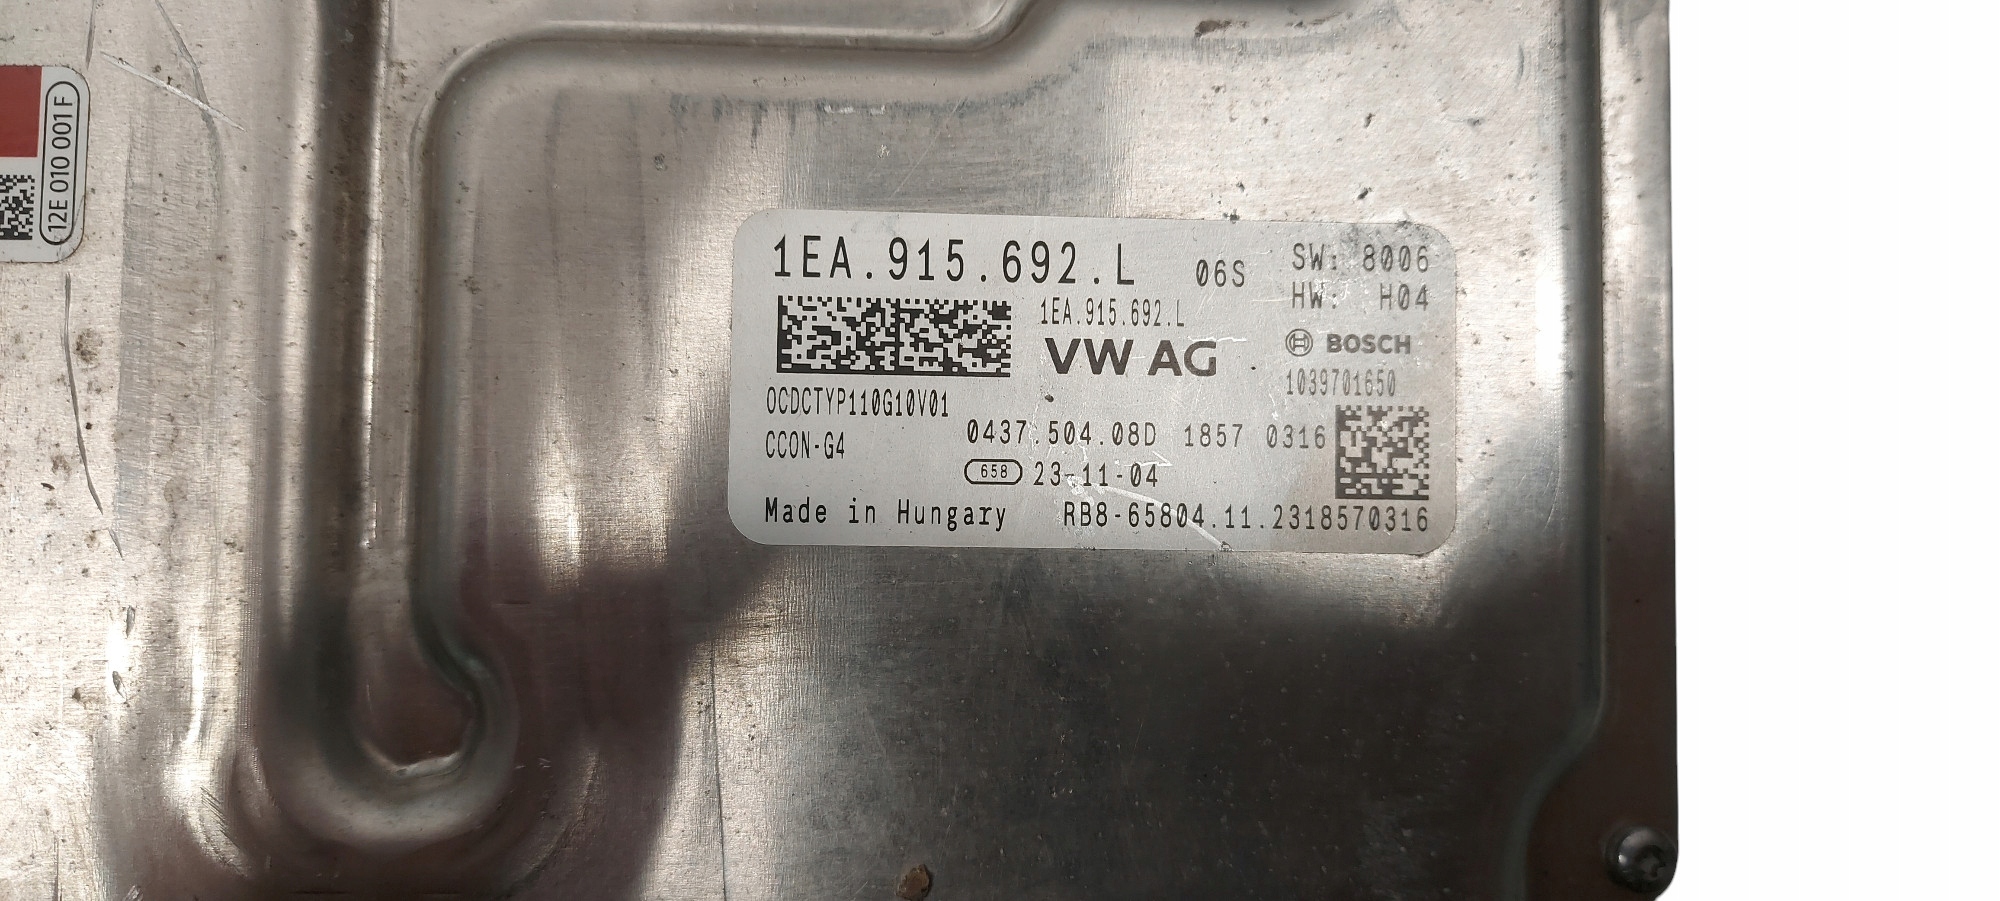 12E 010 001 F
1EA.915.692.L 06S SW: 8006
HW: H04
1EA.915.692.L
VW AG
BOSCH
1039701650
0CDCTYP110G10V01
CCON-G4
0437.504.08D 1857 0316
658 23-11-04
Made in Hungary RB8-65804.11.2318570316